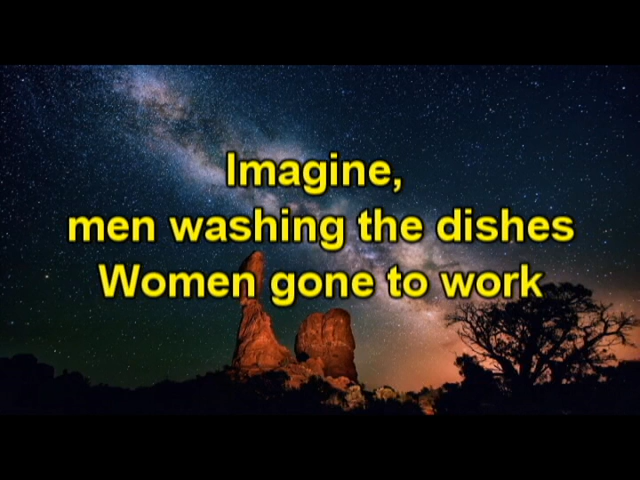 Imagine,
men washing the dishes
Women gone to work